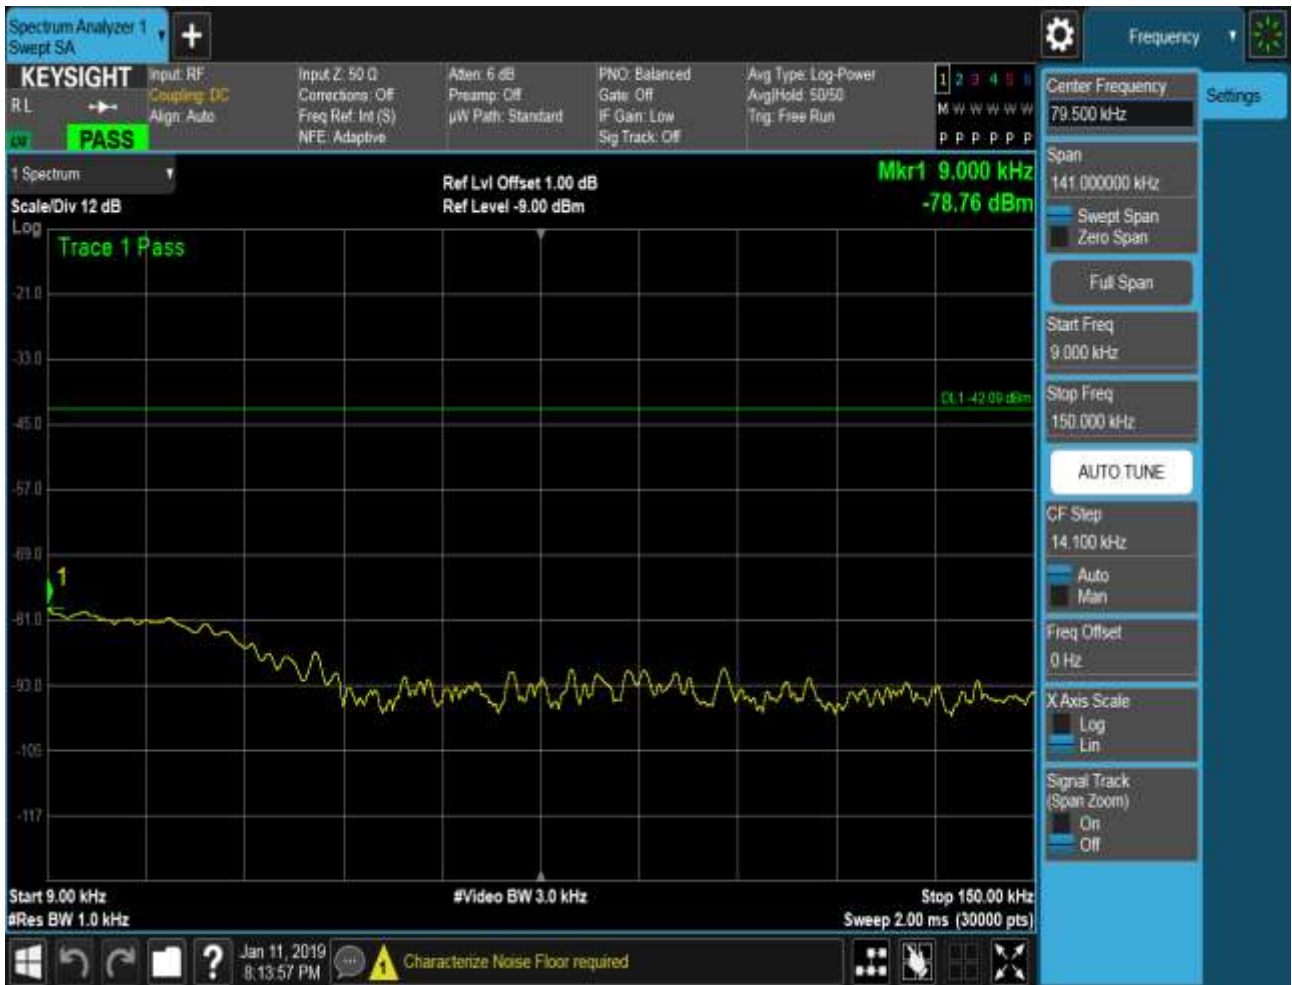 Spectrum Analyzer 1
Swept SA
+
Frequency
KEYSIGHT
R L
PASS
Input: RF
Coupling: DC
Align: Auto
Input Z: 50 Ω
Corrections: Off
Freq Ref: Int (S)
NFE: Adaptive
Atten: 6 dB
Preamp: Off
µW Path: Standard
PNO: Balanced
Gate: Off
IF Gain: Low
Sig Track: Off
Avg Type: Log-Power
Avg|Hold: 50/50
Trig: Free Run
1 2 3 4 5 6
M W W W W W
P P P P P P
1 Spectrum
Scale/Div 12 dB
Ref Lvl Offset 1.00 dB
Ref Level -9.00 dBm
Mkr1 9.000 kHz
-78.76 dBm
Log
Trace 1 Pass
-21.0
-33.0
DL1 -42.09 dBm
-45.0
-57.0
-69.0
1
-81.0
-93.0
-105
-117
Start 9.00 kHz
#Video BW 3.0 kHz
Stop 150.00 kHz
#Res BW 1.0 kHz
Sweep 2.00 ms (30000 pts)
Center Frequency
79.500 kHz
Settings
Span
141.000000 kHz
Swept Span
Zero Span
Full Span
Start Freq
9.000 kHz
Stop Freq
150.000 kHz
AUTO TUNE
CF Step
14.100 kHz
Auto
Man
Freq Offset
0 Hz
X Axis Scale
Log
Lin
Signal Track
(Span Zoom)
On
Off
?
Jan 11, 2019
8:13:57 PM
1
Characterize Noise Floor required